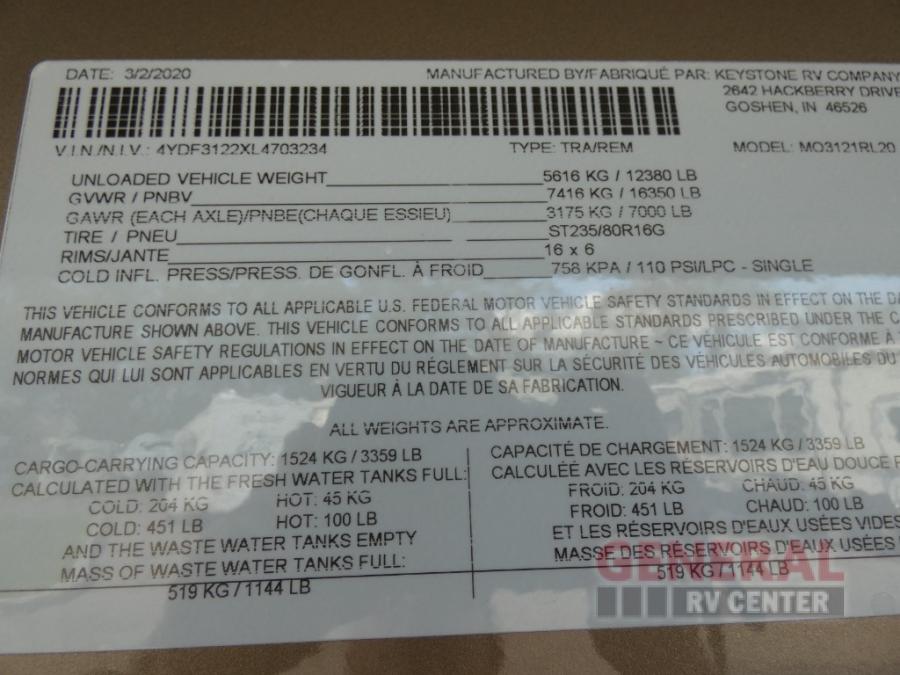 DATE: 3/2/2020
MANUFACTURED BY/FABRIQUÉ PAR: KEYSTONE RV COMPANY
2642 HACKBERRY DRIVE
GOSHEN, IN 46526
V.I.N./N.I.V.: 4YDF3122XL4703234 TYPE: TRA/REM MODEL: MO3121RL20
UNLOADED VEHICLE WEIGHT 5616 KG / 12380 LB
GVWR / PNBV 7416 KG / 16350 LB
GAWR (EACH AXLE)/PNBE(CHAQUE ESSIEU) 3175 KG / 7000 LB
TIRE / PNEU ST235/80R16G
RIMS/JANTE 16 x 6
COLD INFL. PRESS/PRESS. DE GONFL. À FROID 758 KPA / 110 PSI/LPC - SINGLE
THIS VEHICLE CONFORMS TO ALL APPLICABLE U.S. FEDERAL MOTOR VEHICLE SAFETY STANDARDS IN EFFECT ON THE DA
MANUFACTURE SHOWN ABOVE. THIS VEHICLE CONFORMS TO ALL APPLICABLE STANDARDS PRESCRIBED UNDER THE CA
MOTOR VEHICLE SAFETY REGULATIONS IN EFFECT ON THE DATE OF MANUFACTURE ~ CE VÉHICULE EST CONFORME À
NORMES QUI LUI SONT APPLICABLES EN VERTU DU RÉGLEMENT SUR LA SÉCURITÉ DES VÉHICULES AUTOMOBILES DU
VIGUEUR À LA DATE DE SA FABRICATION.
ALL WEIGHTS ARE APPROXIMATE.
CARGO-CARRYING CAPACITY: 1524 KG / 3359 LB
CALCULATED WITH THE FRESH WATER TANKS FULL:
COLD: 204 KG HOT: 45 KG
COLD: 451 LB HOT: 100 LB
AND THE WASTE WATER TANKS EMPTY
MASS OF WASTE WATER TANKS FULL:
519 KG / 1144 LB
CAPACITÉ DE CHARGEMENT: 1524 KG / 3359 LB
CALCULÉE AVEC LES RÉSERVOIRS D'EAU DOUCE P
FROID: 204 KG CHAUD: 45 KG
FROID: 451 LB CHAUD: 100 LB
ET LES RÉSERVOIRS D'EAUX USÉES VIDES
MASSE DES RÉSERVOIRS D'EAUX USÉES
519 KG / 1144 LB
GENERAL
RV CENTER